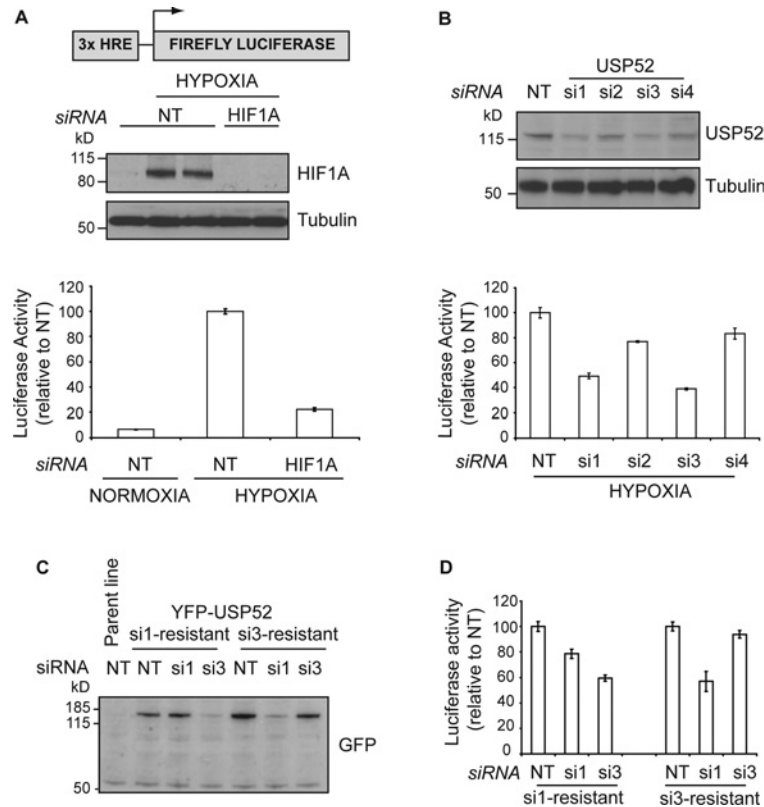 A
3x HRE
FIREFLY LUCIFERASE
HYPOXIA
siRNA NT HIF1A
kD
115
80
HIF1A
50
Tubulin
Luciferase Activity
(relative to NT)
120
100
80
60
40
20
0
siRNA NT NT HIF1A
NORMOXIA HYPOXIA
B
USP52
siRNA NT si1 si2 si3 si4
kD
115
USP52
50
Tubulin
Luciferase Activity
(relative to NT)
120
100
80
60
40
20
0
siRNA NT si1 si2 si3 si4
HYPOXIA
C
Parent line
YFP-USP52
si1-resistant si3-resistant
siRNA NT NT si1 si3 NT si1 si3
kD
185
115
GFP
50
D
Luciferase activity
(relative to NT)
120
100
80
60
40
20
0
siRNA NT si1 si3 NT si1 si3
si1-resistant si3-resistant